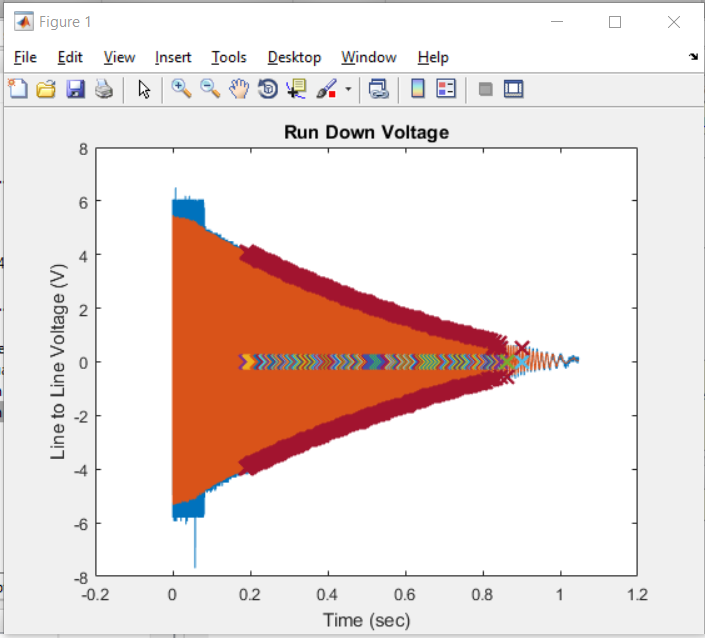 Figure 1
File Edit View Insert Tools Desktop Window Help
Run Down Voltage
8
6
4
2
0
-2
-4
-6
-8
Line to Line Voltage (V)
-0.2 0 0.2 0.4 0.6 0.8 1 1.2
Time (sec)